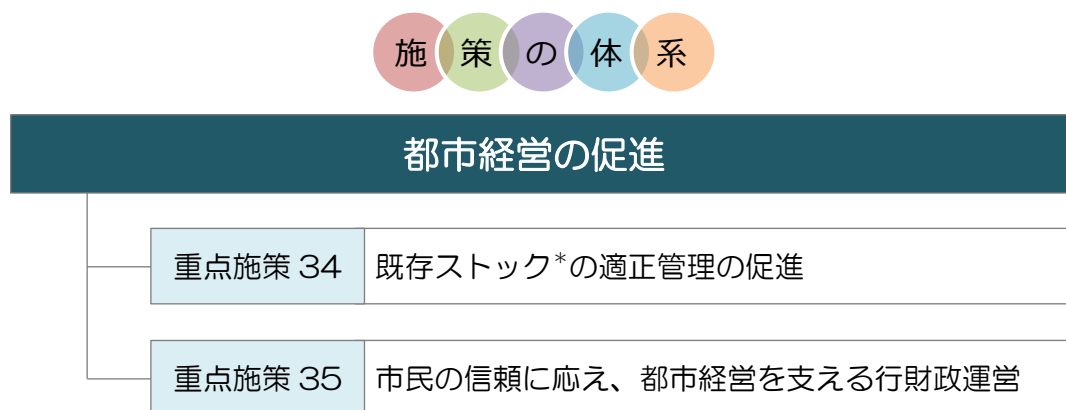 施策の体系
都市経営の促進
重点施策 34 既存ストック*の適正管理の促進
重点施策 35 市民の信頼に応え、都市経営を支える行財政運営